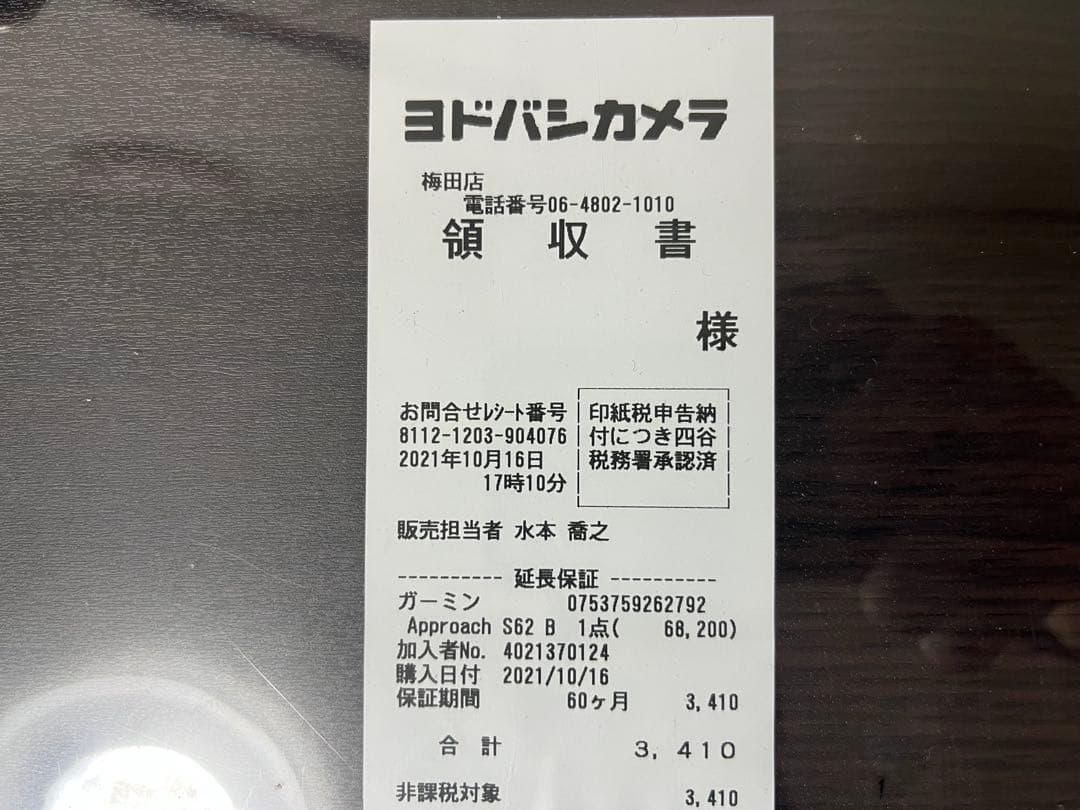 ヨドバシカメラ
梅田店
電話番号06-4802-1010
領 収 書
様
お問合せﾚｼｰﾄ番号
8112-1203-904076
2021年10月16日
17時10分
印紙税申告納
付につき四谷
税務署承認済
販売担当者 水本 喬之
---------- 延長保証 ----------
ガーミン 0753759262792
Approach S62 B 1点( 68,200)
加入者No. 4021370124
購入日付 2021/10/16
保証期間 60ヶ月 3,410
合 計 3,410
非課税対象 3,410